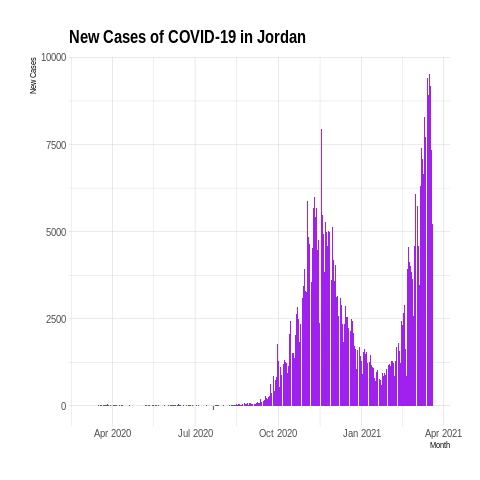 New Cases of COVID-19 in Jordan
New Cases
10000
7500
5000
2500
0
Apr 2020 Jul 2020 Oct 2020 Jan 2021 Apr 2021
Month